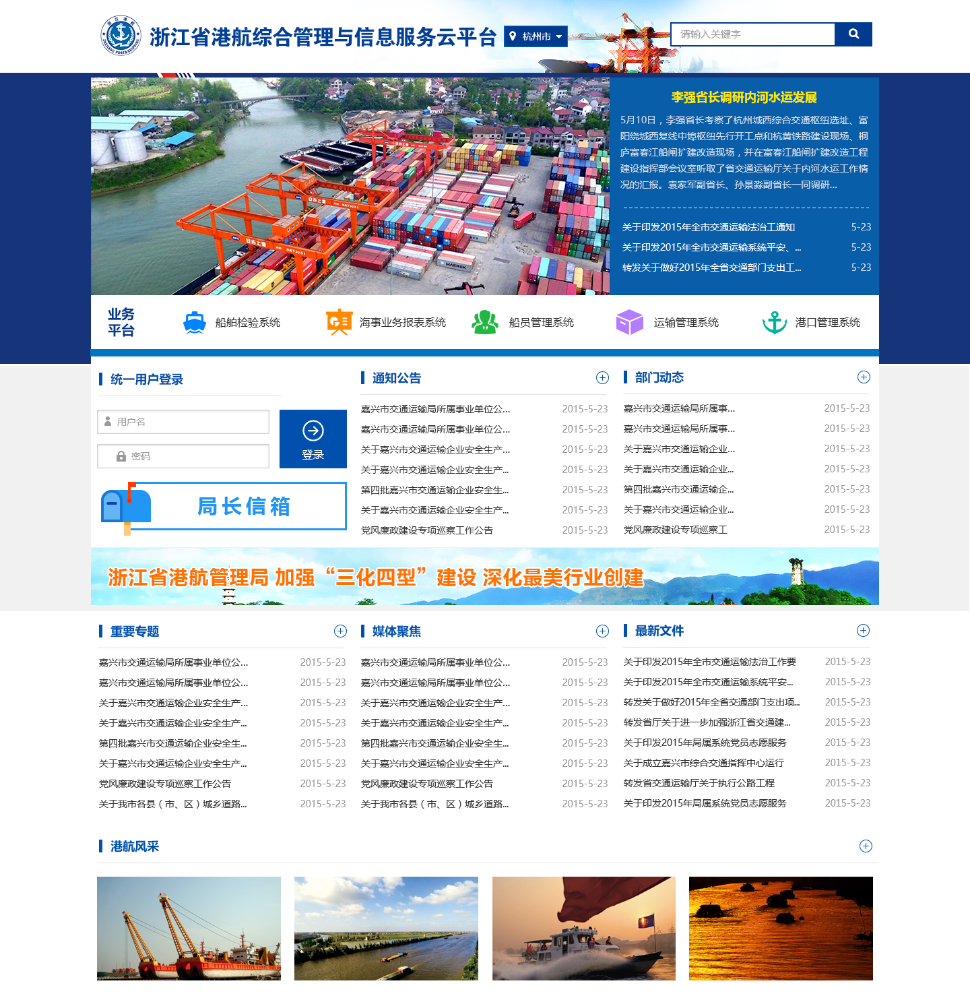 浙江省港航综合管理与信息服务云平台
杭州市
请输入关键字
浙江港航
ZHEJIANG PORT&SHIPPING
李强省长调研内河水运发展
5月10日，李强省长考察了杭州城西综合交通枢纽选址、富
阳绕城西复线中埠枢纽先行开工点和杭黄铁路建设现场、桐
庐富春江船闸扩建改造现场，并在富春江船闸扩建改造工程
建设指挥部会议室听取了省交通运输厅关于内河水运工作情
况的汇报。袁家军副省长、孙景淼副省长一同调研...
关于印发2015年全市交通运输法治工通知 5-23
关于印发2015年全市交通运输系统平安、... 5-23
转发关于做好2015年全省交通部门支出工... 5-23
MAERSK
业务
平台
船舶检验系统
海事业务报表系统
船员管理系统
运输管理系统
港口管理系统
统一用户登录
用户名
密码
登录
局长信箱
通知公告
嘉兴市交通运输局所属事业单位公... 2015-5-23
嘉兴市交通运输局所属事业单位公... 2015-5-23
关于嘉兴市交通运输企业安全生产... 2015-5-23
关于嘉兴市交通运输企业安全生产... 2015-5-23
第四批嘉兴市交通运输企业安全生... 2015-5-23
关于嘉兴市交通运输企业安全生产... 2015-5-23
党风廉政建设专项巡察工作公告 2015-5-23
部门动态
嘉兴市交通运输局所属事... 2015-5-23
嘉兴市交通运输局所属事... 2015-5-23
关于嘉兴市交通运输企业... 2015-5-23
关于嘉兴市交通运输企业... 2015-5-23
第四批嘉兴市交通运输企... 2015-5-23
关于嘉兴市交通运输企业... 2015-5-23
党风廉政建设专项巡察工 2015-5-23
浙江省港航管理局 加强“三化四型”建设 深化最美行业创建
重要专题
嘉兴市交通运输局所属事业单位公... 2015-5-23
嘉兴市交通运输局所属事业单位公... 2015-5-23
关于嘉兴市交通运输企业安全生产... 2015-5-23
关于嘉兴市交通运输企业安全生产... 2015-5-23
第四批嘉兴市交通运输企业安全生... 2015-5-23
关于嘉兴市交通运输企业安全生产... 2015-5-23
党风廉政建设专项巡察工作公告 2015-5-23
关于我市各县（市、区）城乡道路... 2015-5-23
媒体聚焦
嘉兴市交通运输局所属事业单位公... 2015-5-23
嘉兴市交通运输局所属事业单位公... 2015-5-23
关于嘉兴市交通运输企业安全生产... 2015-5-23
关于嘉兴市交通运输企业安全生产... 2015-5-23
第四批嘉兴市交通运输企业安全生... 2015-5-23
关于嘉兴市交通运输企业安全生产... 2015-5-23
党风廉政建设专项巡察工作公告 2015-5-23
关于我市各县（市、区）城乡道路... 2015-5-23
最新文件
关于印发2015年全市交通运输法治工作要 2015-5-23
关于印发2015年全市交通运输系统平安... 2015-5-23
转发关于做好2015年全省交通部门支出项... 2015-5-23
转发省厅关于进一步加强浙江省交通建... 2015-5-23
关于印发2015年局属系统党员志愿服务 2015-5-23
关于成立嘉兴市综合交通指挥中心运行 2015-5-23
转发省交通运输厅关于执行公路工程 2015-5-23
关于印发2015年局属系统党员志愿服务 2015-5-23
港航风采